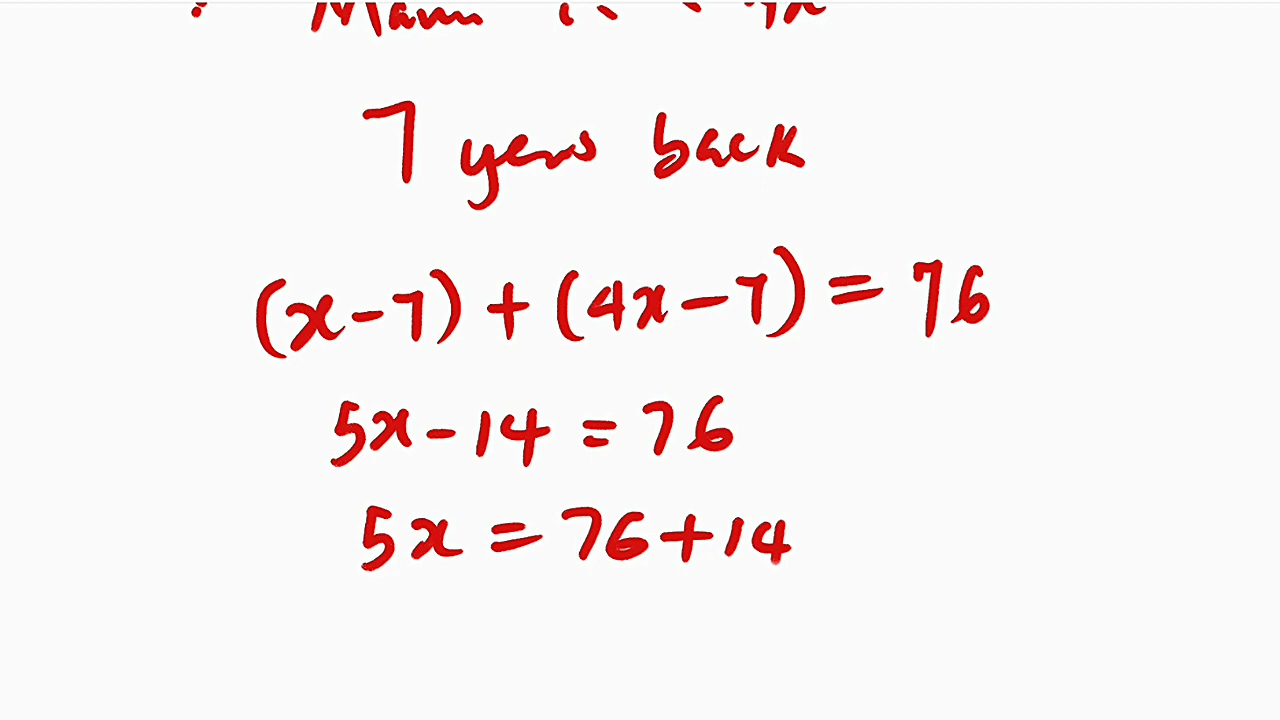 7 years back
(x-7) + (4x-7) = 76
5x-14 = 76
5x = 76+14